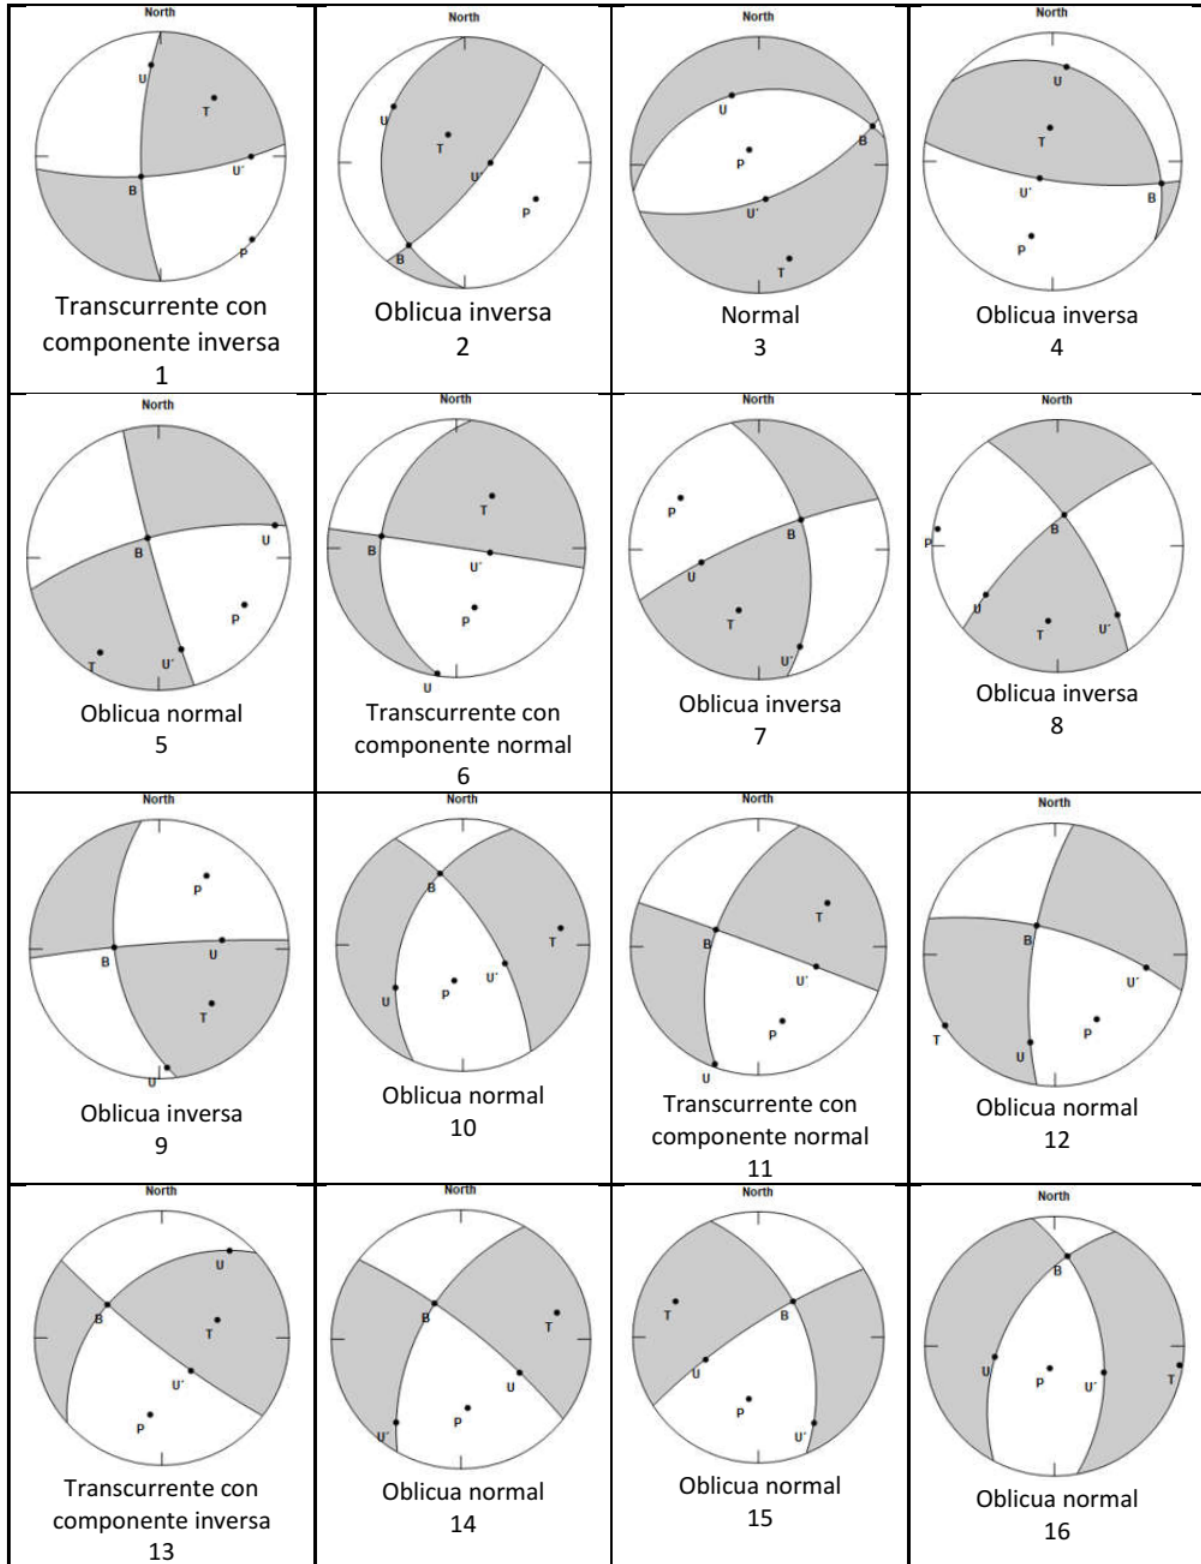 North
U
T
U'
B
P
Transcurrente con
componente inversa
1
North
U
T
U'
P
B
Oblicua inversa
2
North
U
B
P
U'
T
Normal
3
North
U
T
U'
B
P
Oblicua inversa
4
North
U
B
P
T
U'
Oblicua normal
5
North
T
B
U'
P
U
Transcurrente con
componente normal
6
North
P
B
U
T
U'
Oblicua inversa
7
North
B
P
U
T
U'
Oblicua inversa
8
North
P
B
U
T
U'
Oblicua inversa
9
North
B
T
U'
U
P
Oblicua normal
10
North
T
B
U'
P
U
Transcurrente con
componente normal
11
North
B
U'
P
T
U
Oblicua normal
12
North
U
B
T
U'
P
Transcurrente con
componente inversa
13
North
B
T
U
P
U'
Oblicua normal
14
North
T
B
U
P
U'
Oblicua normal
15
North
B
U
P
U'
T
Oblicua normal
16